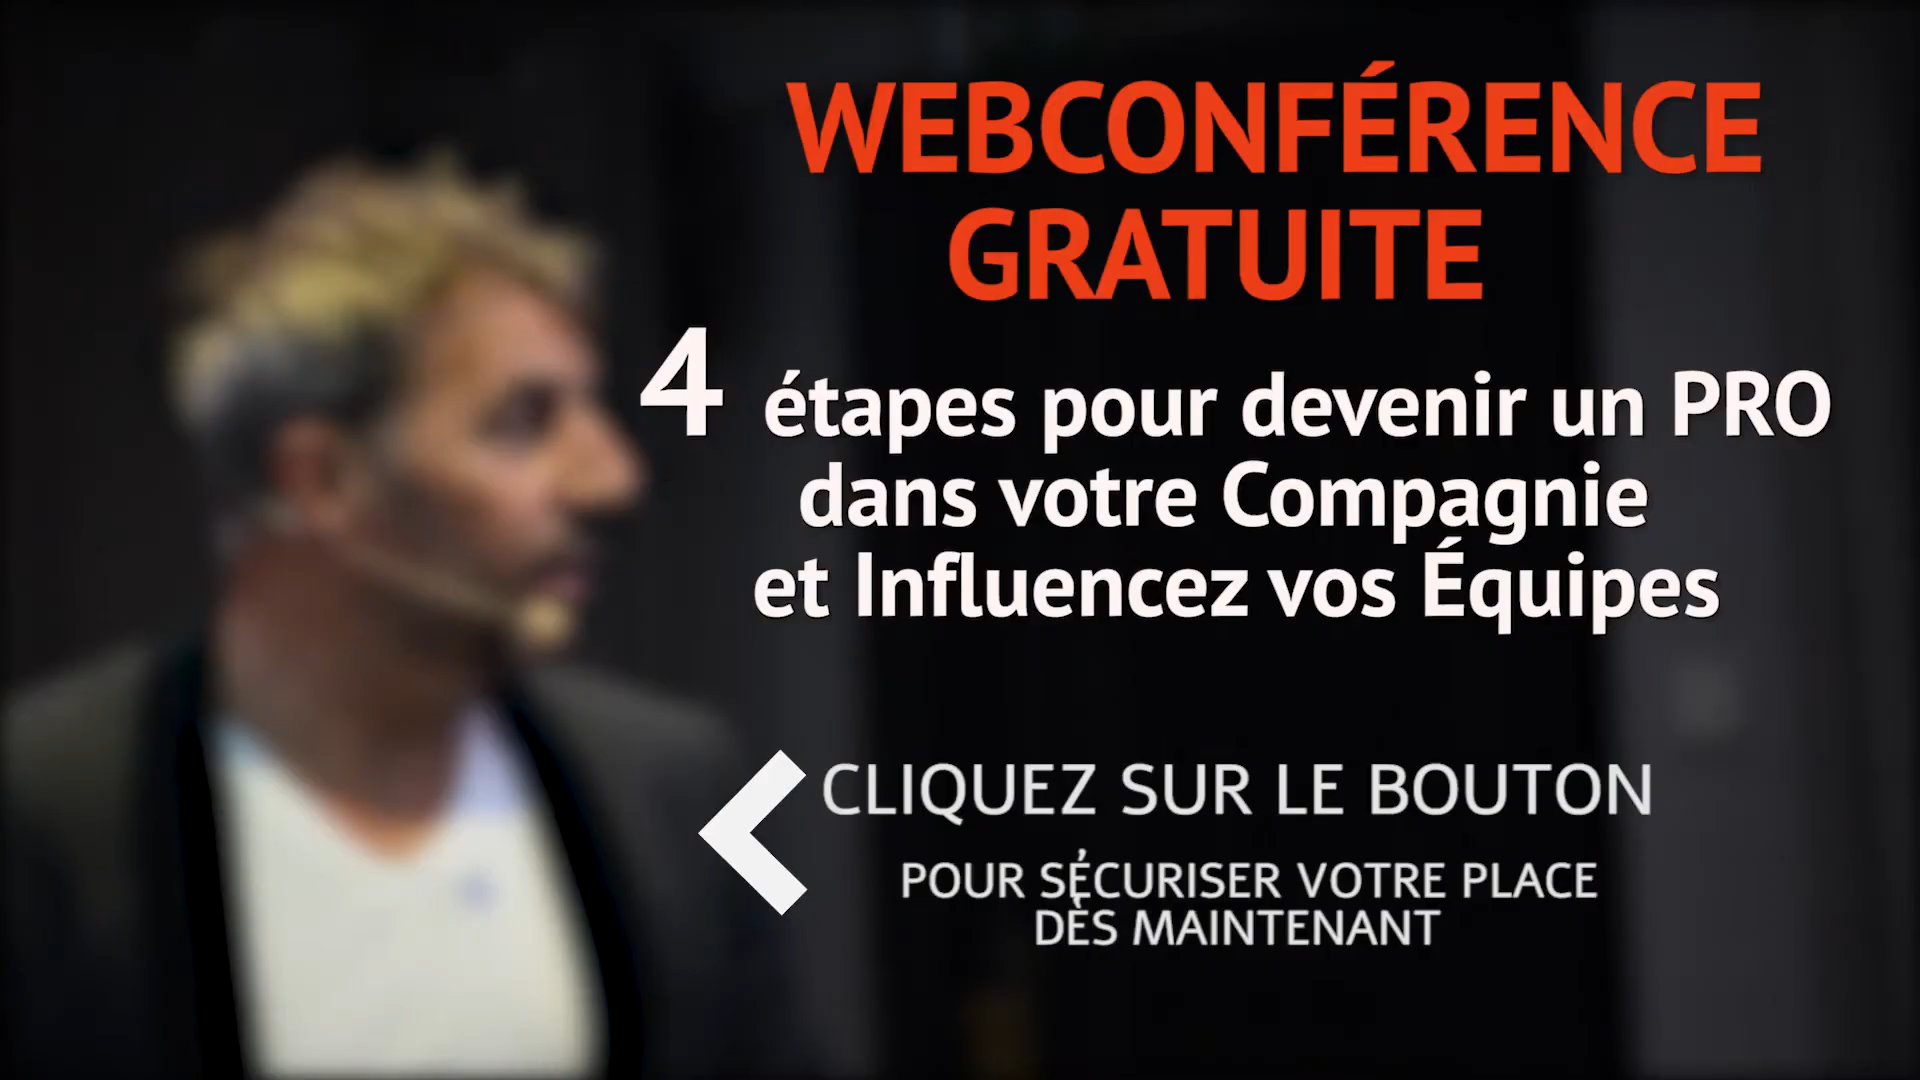 WEBCONFÉRENCE
GRATUITE
4 étapes pour devenir un PRO
dans votre Compagnie
et Influencez vos Équipes
CLIQUEZ SUR LE BOUTON
POUR SÉCURISER VOTRE PLACE
DÈS MAINTENANT